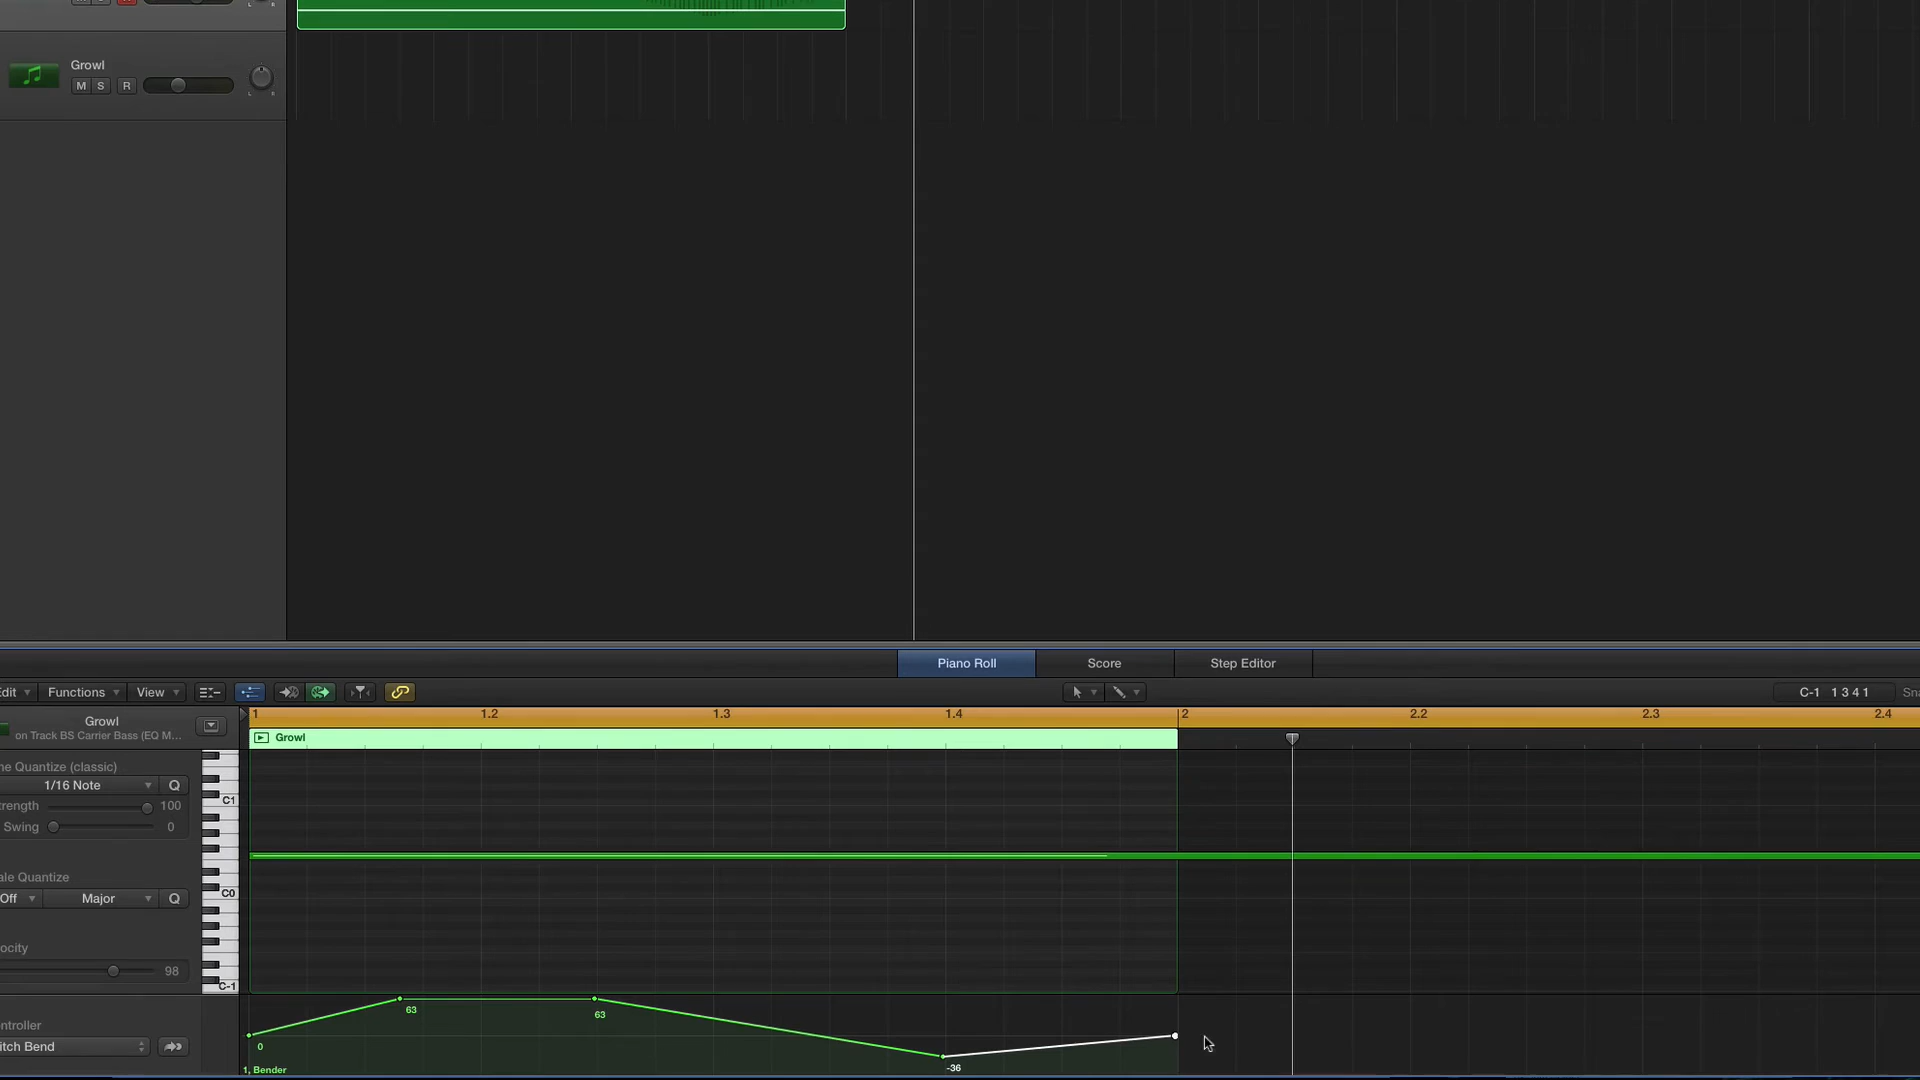 Growl
M S R
L R
Piano Roll Score Step Editor
Functions View C-1 1 3 4 1
1 1.2 1.3 1.4 2 2.2 2.3 2.4
Growl
on Track BS Carrier Bass (EQ M...
Growl
ne Quantize (classic)
1/16 Note Q
trength 100
Swing 0
C1
ale Quantize
Off Major Q
C0
ocity
98
C-1
ntroller
itch Bend
63
63
0
-36
1, Bender